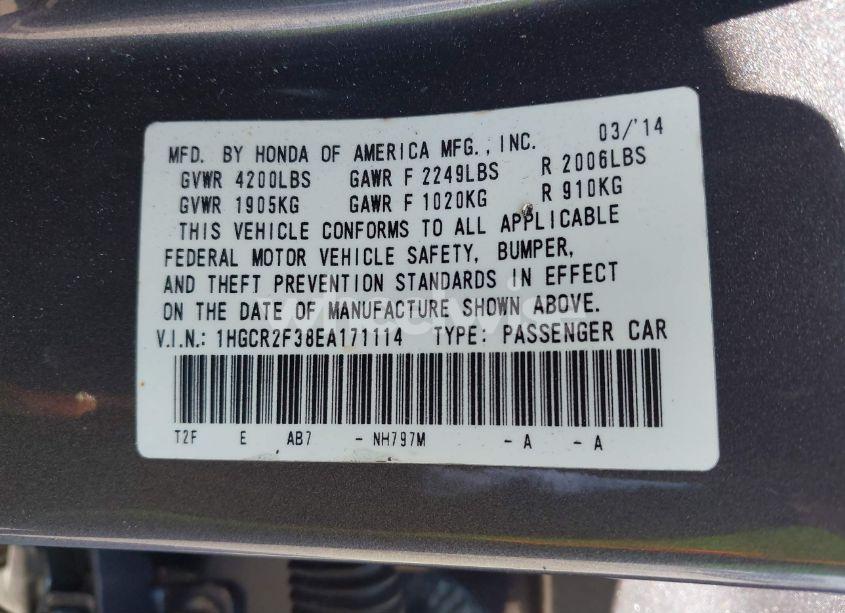 MFD. BY HONDA OF AMERICA MFG., INC. 03/'14
GVWR 4200LBS GAWR F 2249LBS R 2006LBS
GVWR 1905KG GAWR F 1020KG R 910KG
THIS VEHICLE CONFORMS TO ALL APPLICABLE
FEDERAL MOTOR VEHICLE SAFETY, BUMPER,
AND THEFT PREVENTION STANDARDS IN EFFECT
ON THE DATE OF MANUFACTURE SHOWN ABOVE.
V.I.N.: 1HGCR2F38EA171114 TYPE: PASSENGER CAR
T2F E AB7 - NH797M - A - A